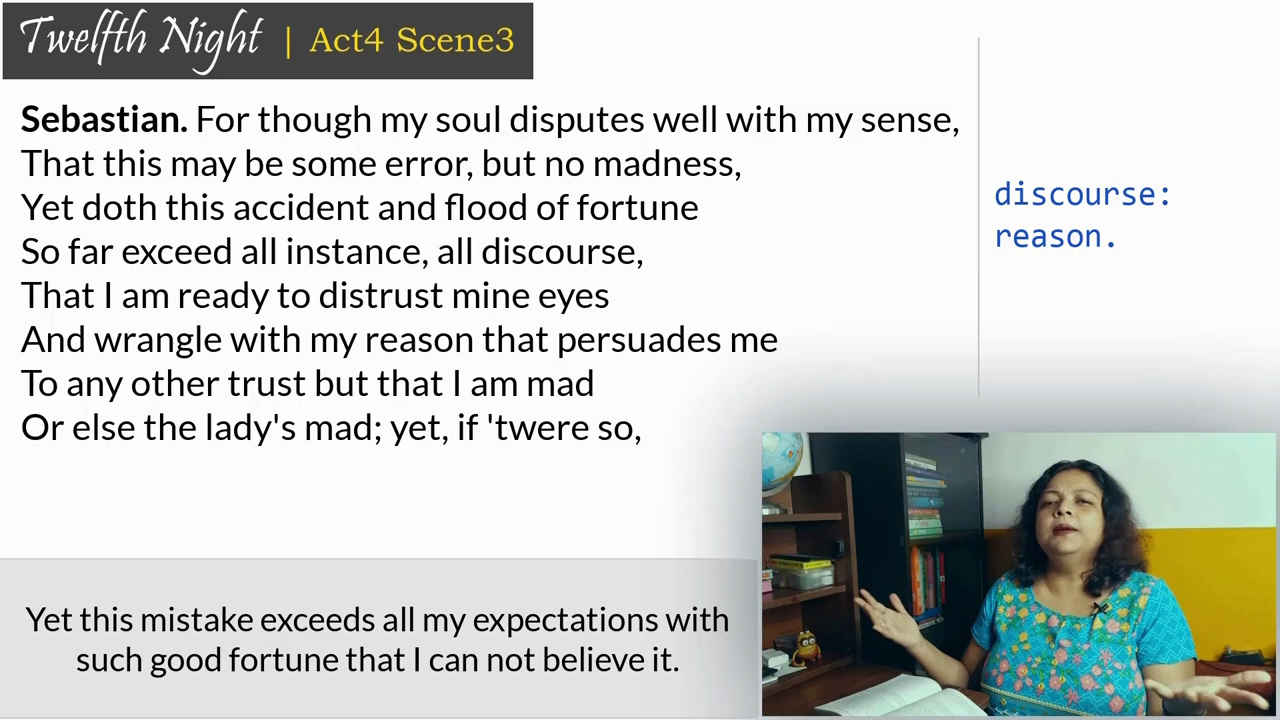 Twelfth Night | Act4 Scene3
Sebastian. For though my soul disputes well with my sense,
That this may be some error, but no madness,
Yet doth this accident and flood of fortune
So far exceed all instance, all discourse,
That I am ready to distrust mine eyes
And wrangle with my reason that persuades me
To any other trust but that I am mad
Or else the lady's mad; yet, if 'twere so,
discourse:
reason.
Yet this mistake exceeds all my expectations with
such good fortune that I can not believe it.